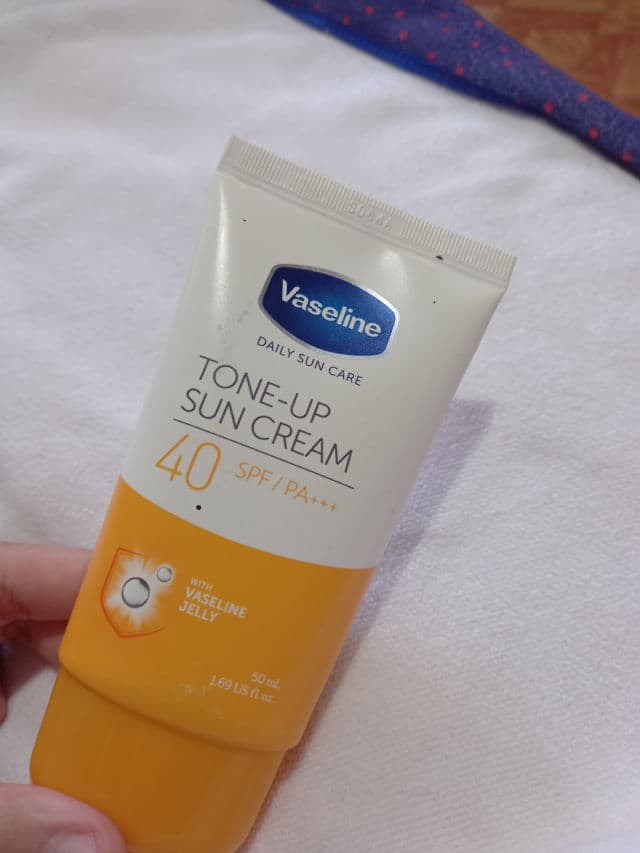 Vaseline
DAILY SUN CARE
TONE-UP
SUN CREAM
40 SPF / PA+++
WITH
VASELINE
JELLY
50 mL
1.69 US fl. oz.